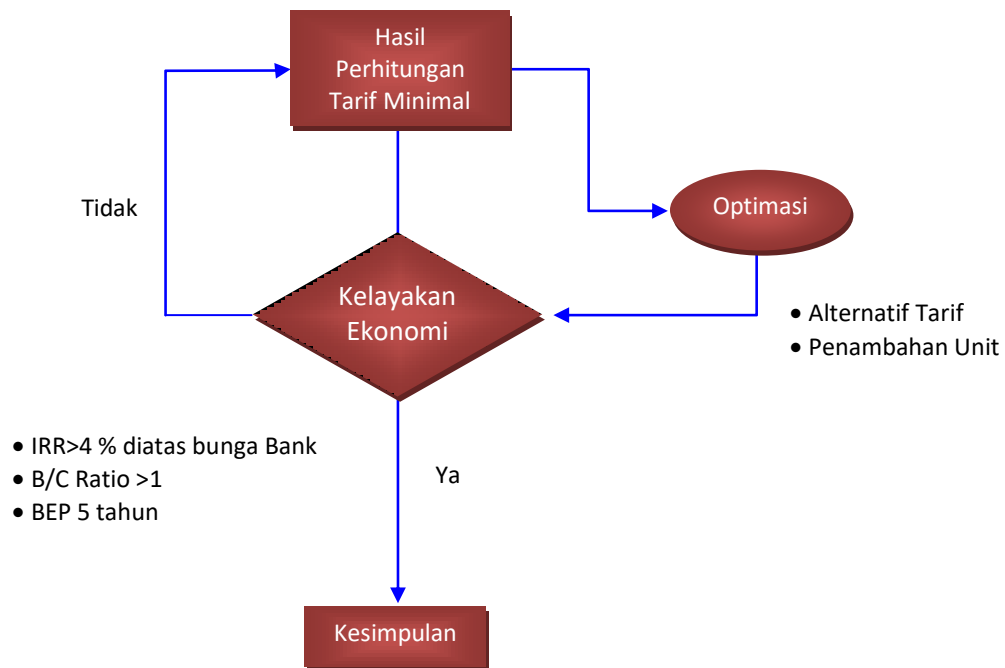 Hasil
Perhitungan
Tarif Minimal
Tidak
Optimasi
Kelayakan
Ekonomi
• Alternatif Tarif
• Penambahan Unit
• IRR>4 % diatas bunga Bank
• B/C Ratio >1
• BEP 5 tahun
Ya
Kesimpulan